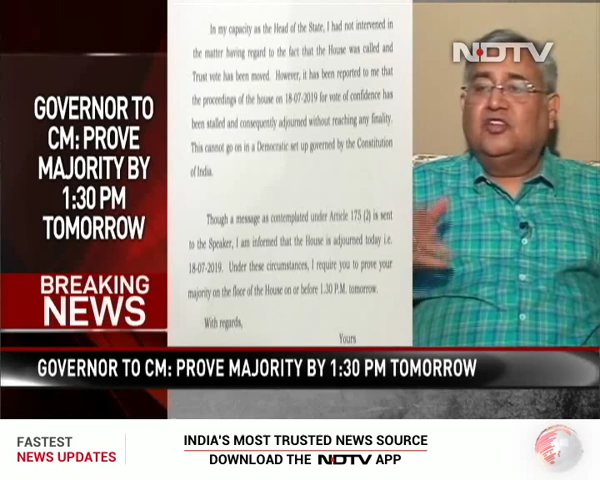 NDTV
GOVERNOR TO
CM: PROVE
MAJORITY BY
1:30 PM
TOMORROW
BREAKING
NEWS
In my capacity as the Head of the State, I had not intervened in
the matter having regard to the fact that the House was called and
Trust vote has been moved. However, it has been reported to me that
the proceedings of the house on 18-07-2019 for vote of confidence has
been stalled and consequently adjourned without reaching any finality.
This cannot go on in a Democratic set up governed by the Constitution
of India.
Though a message as contemplated under Article 175 (2) is sent
to the Speaker, I am informed that the House is adjourned today i.e.
18-07-2019. Under these circumstances, I require you to prove your
majority on the floor of the House on or before 1.30 P.M. tomorrow.
With regards,
Yours
GOVERNOR TO CM: PROVE MAJORITY BY 1:30 PM TOMORROW
FASTEST
NEWS UPDATES
INDIA'S MOST TRUSTED NEWS SOURCE
DOWNLOAD THE NDTV APP